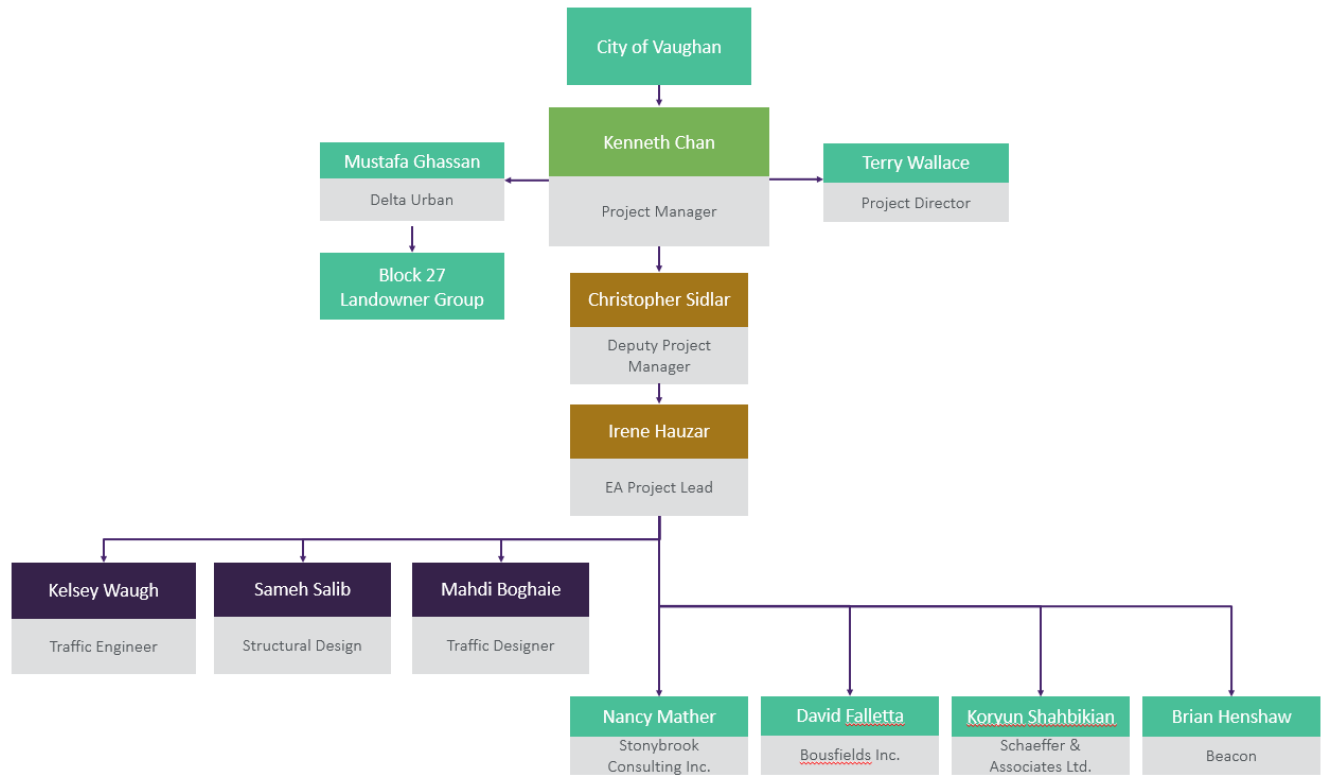 City of Vaughan
Kenneth Chan
Project Manager
Mustafa Ghassan
Delta Urban
Terry Wallace
Project Director
Block 27
Landowner Group
Christopher Sidlar
Deputy Project
Manager
Irene Hauzar
EA Project Lead
Kelsey Waugh
Traffic Engineer
Sameh Salib
Structural Design
Mahdi Boghaie
Traffic Designer
Nancy Mather
Stonybrook
Consulting Inc.
David Falletta
Bousfields Inc.
Koryun Shahbikian
Schaeffer &
Associates Ltd.
Brian Henshaw
Beacon